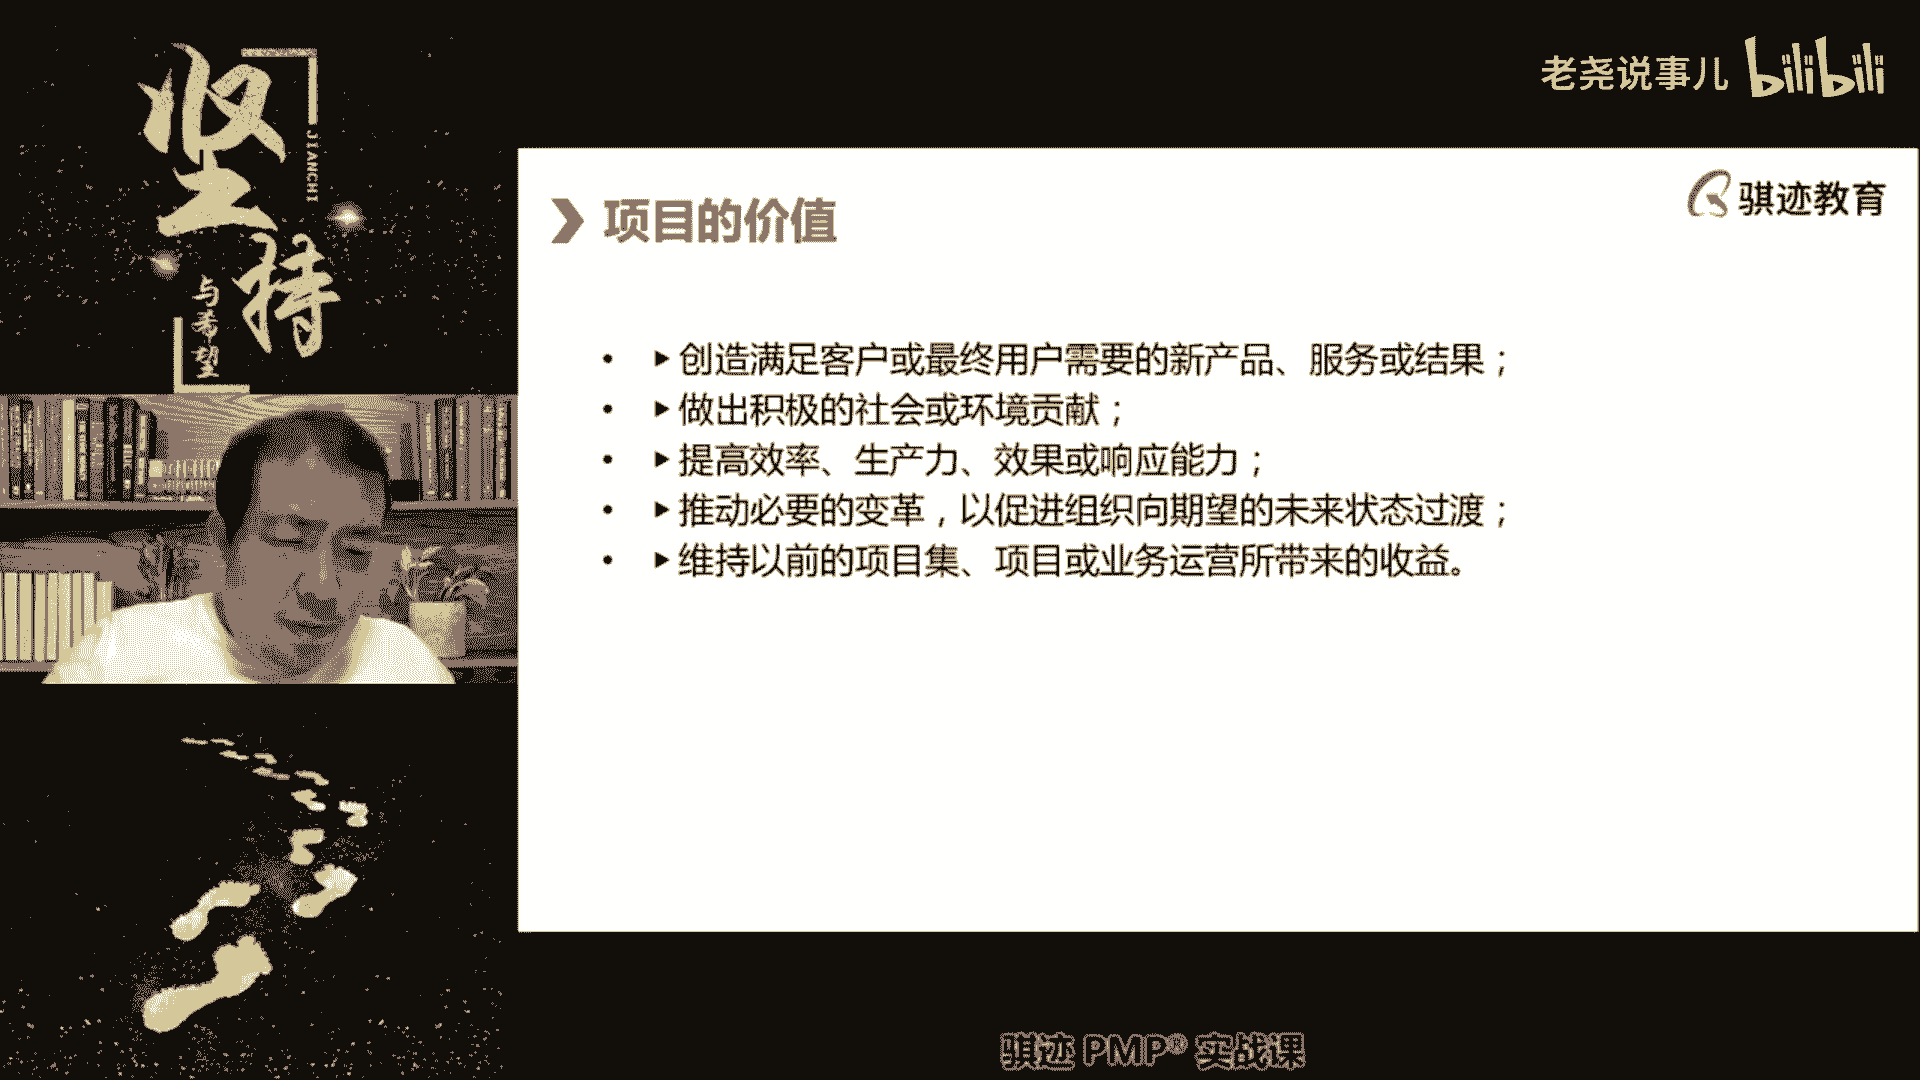 坚持
JIANCHI
与希望
老尧说事儿 bilibili
骐迹教育
项目的价值
• ▶创造满足客户或最终用户需要的新产品、服务或结果；
• ▶做出积极的社会或环境贡献；
• ▶提高效率、生产力、效果或响应能力；
• ▶推动必要的变革，以促进组织向期望的未来状态过渡；
• ▶维持以前的项目集、项目或业务运营所带来的收益。
骐迹 PMP® 实战课